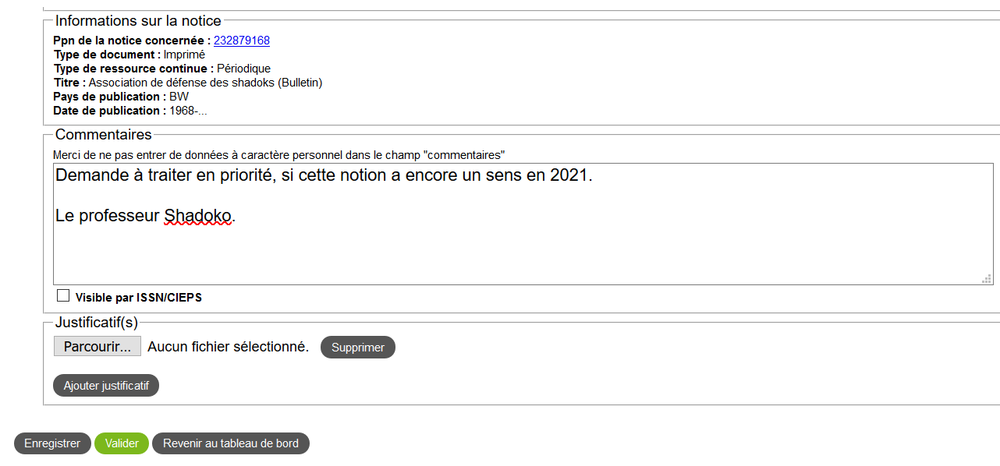 Informations sur la notice
Ppn de la notice concernée : 232879168
Type de document : Imprimé
Type de ressource continue : Périodique
Titre : Association de défense des shadoks (Bulletin)
Pays de publication : BW
Date de publication : 1968-...
Commentaires
Merci de ne pas entrer de données à caractère personnel dans le champ "commentaires"
Demande à traiter en priorité, si cette notion a encore un sens en 2021.
Le professeur Shadoko.
Visible par ISSN/CIEPS
Justificatif(s)
Parcourir... Aucun fichier sélectionné. Supprimer
Ajouter justificatif
Enregistrer Valider Revenir au tableau de bord